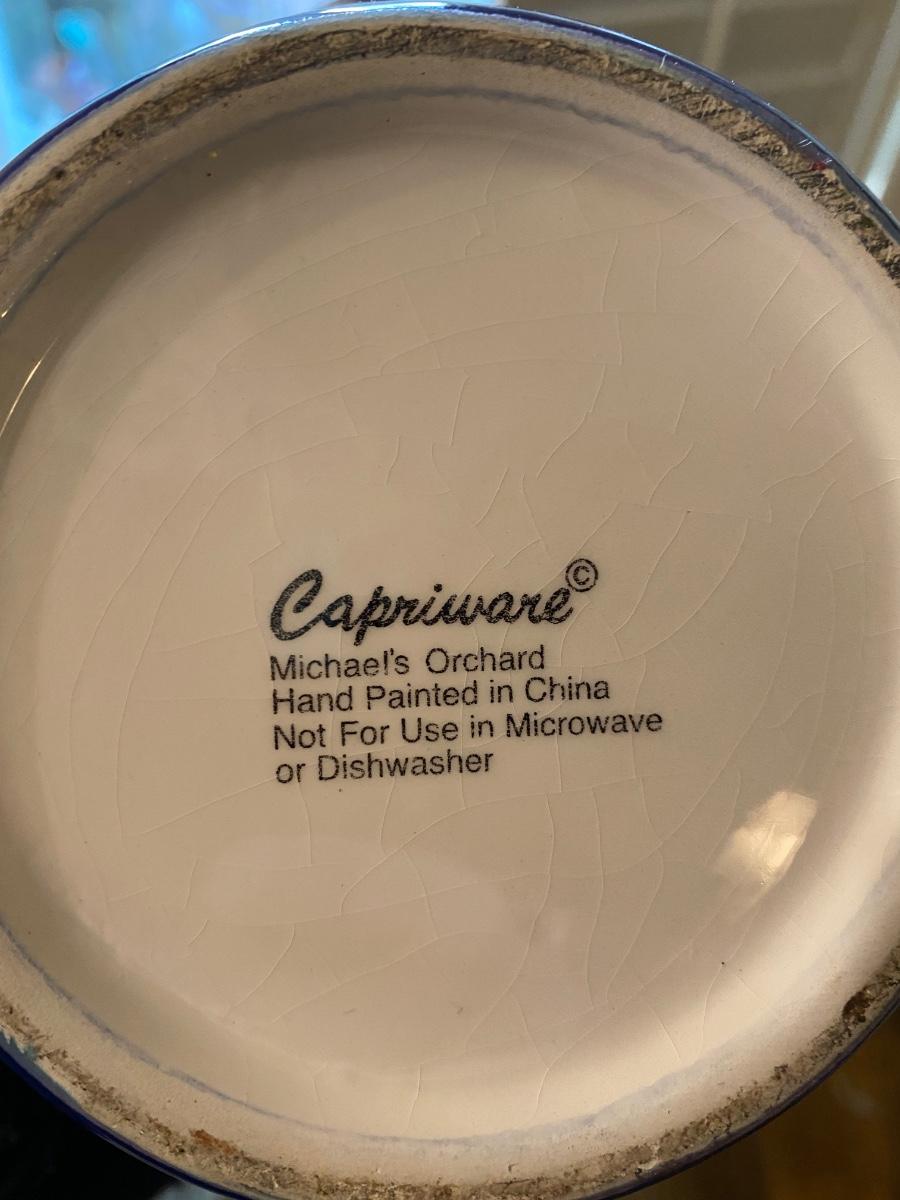 Capriware©
Michael's Orchard
Hand Painted in China
Not For Use in Microwave
or Dishwasher